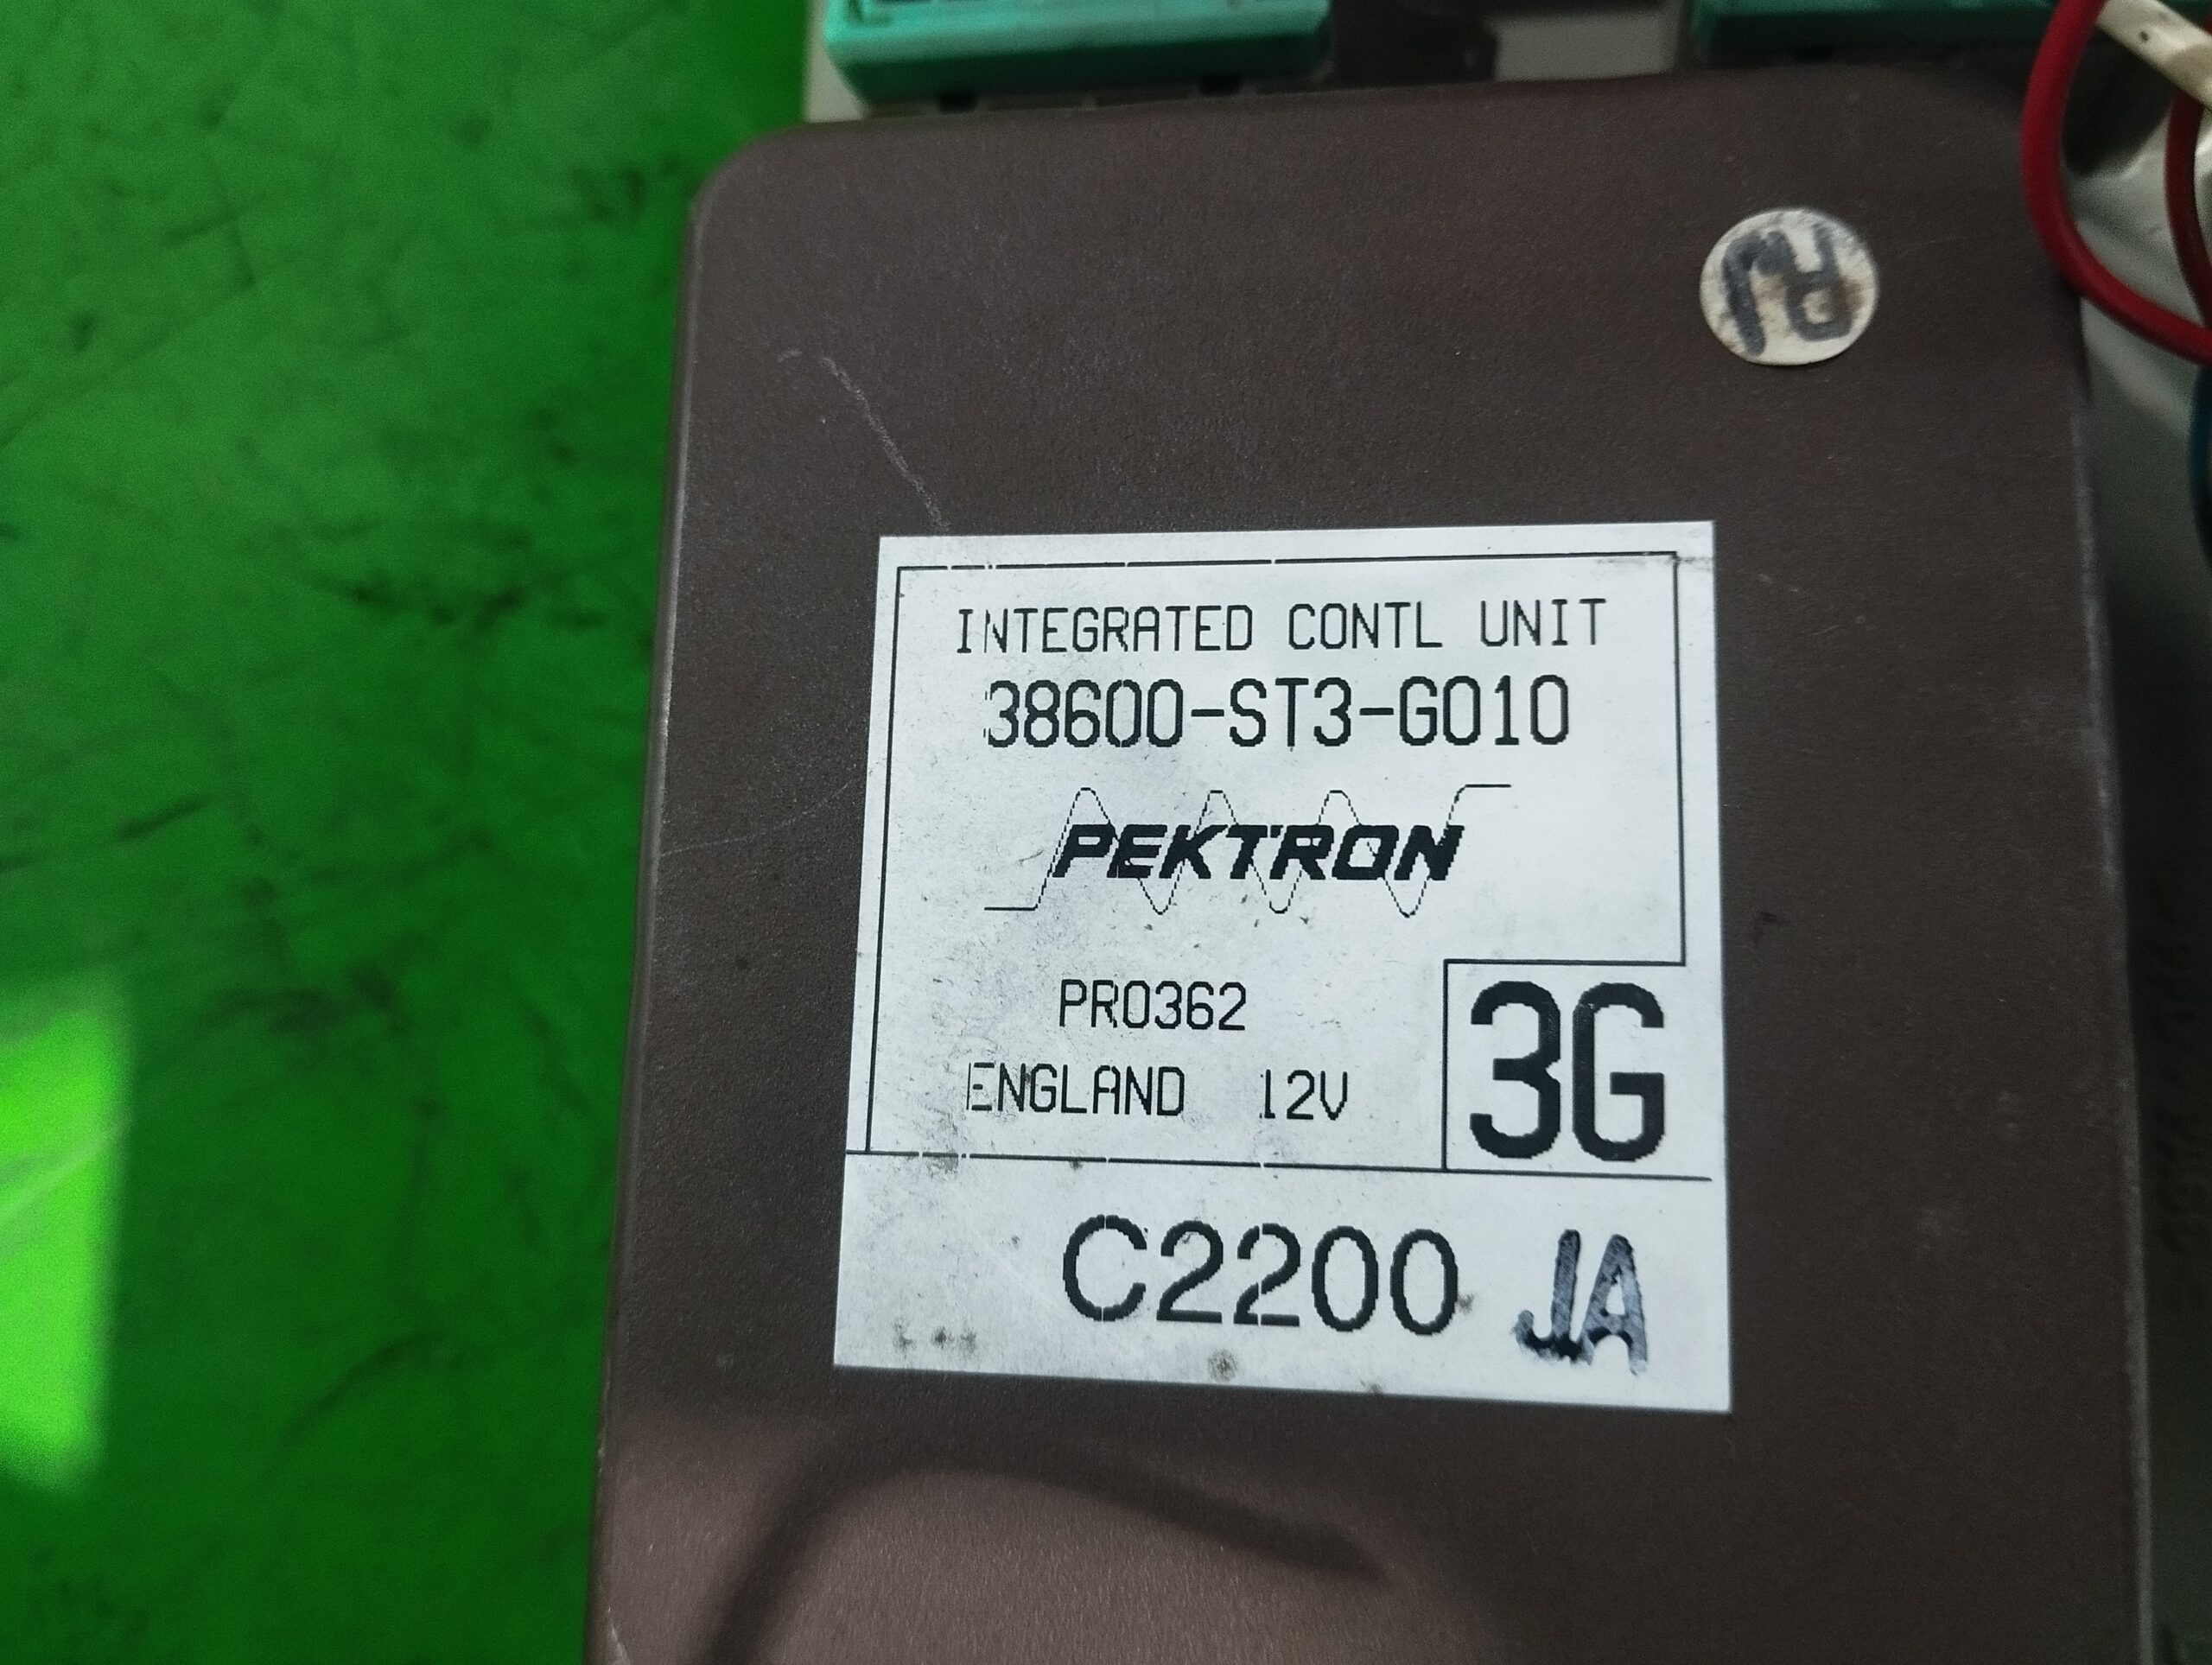 INTEGRATED CONTL UNIT
38600-ST3-G010
PEKTRON
PR0362
ENGLAND 12V
3G
C2200 JA